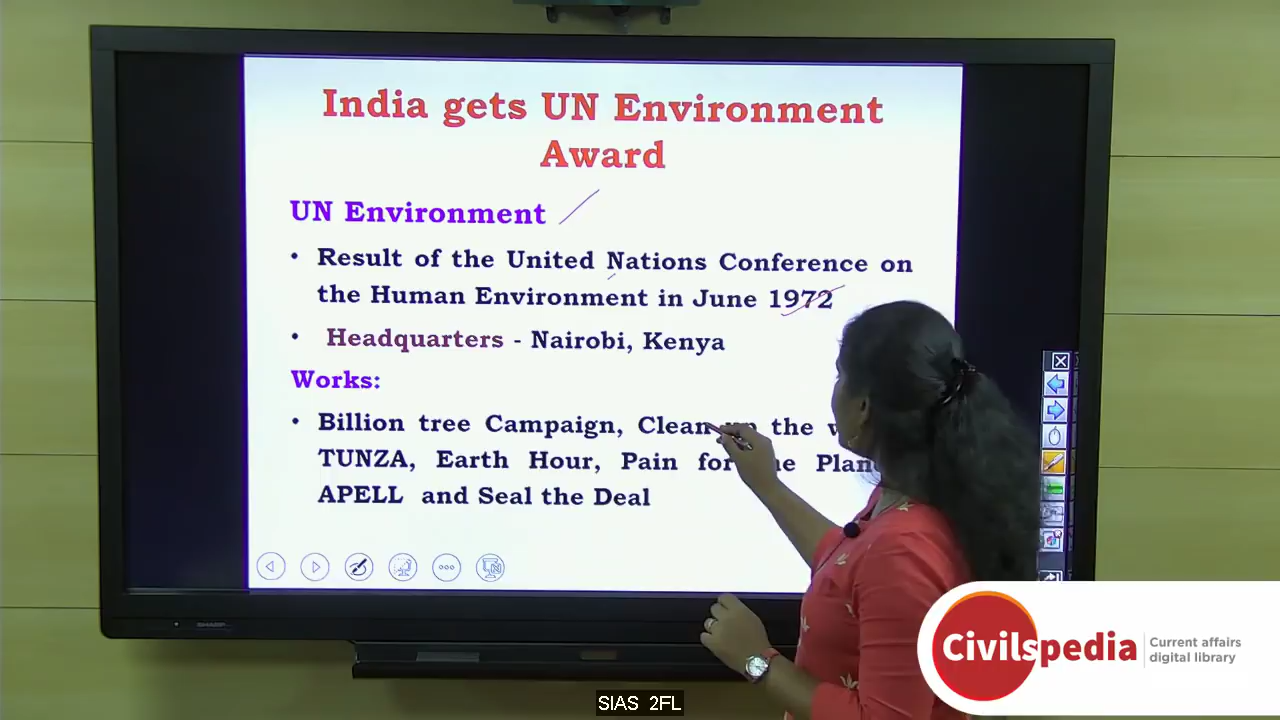 India gets UN Environment
Award
UN Environment
• Result of the United Nations Conference on
the Human Environment in June 1972
• Headquarters - Nairobi, Kenya
Works:
• Billion tree Campaign, Clean the
TUNZA, Earth Hour, Pain for
APELL and Seal the Deal
SHARP
Civilspedia
Current affairs
digital library
SIAS 2FL